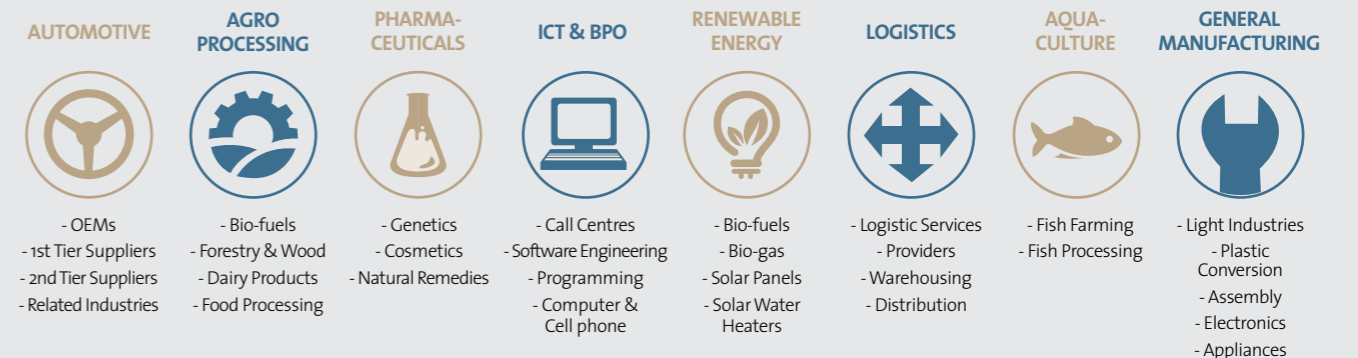 AUTOMOTIVE
- OEMs
- 1st Tier Suppliers
- 2nd Tier Suppliers
- Related Industries
AGRO
PROCESSING
- Bio-fuels
- Forestry & Wood
- Dairy Products
- Food Processing
PHARMA-
CEUTICALS
- Genetics
- Cosmetics
- Natural Remedies
ICT & BPO
- Call Centres
- Software Engineering
- Programming
- Computer &
Cell phone
RENEWABLE
ENERGY
- Bio-fuels
- Bio-gas
- Solar Panels
- Solar Water
Heaters
LOGISTICS
- Logistic Services
- Providers
- Warehousing
- Distribution
AQUA-
CULTURE
- Fish Farming
- Fish Processing
GENERAL
MANUFACTURING
- Light Industries
- Plastic
Conversion
- Assembly
- Electronics
- Appliances